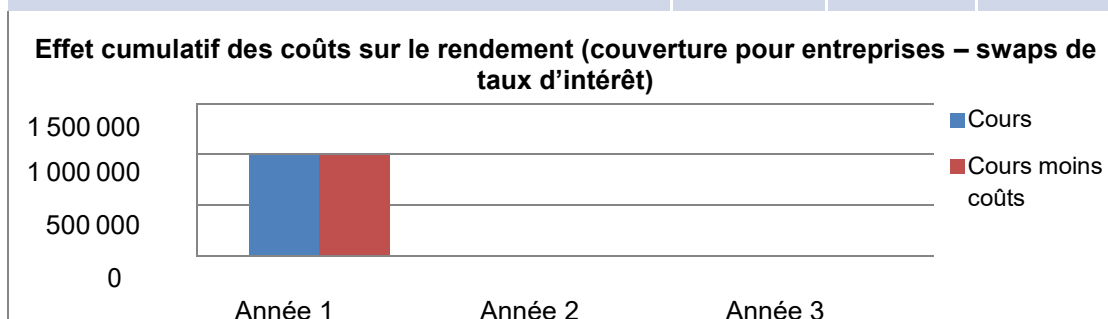 Effet cumulatif des coûts sur le rendement (couverture pour entreprises – swaps de
taux d’intérêt)
1 500 000
1 000 000
500 000
0
Cours
Cours moins
coûts
Année 1
Année 2
Année 3